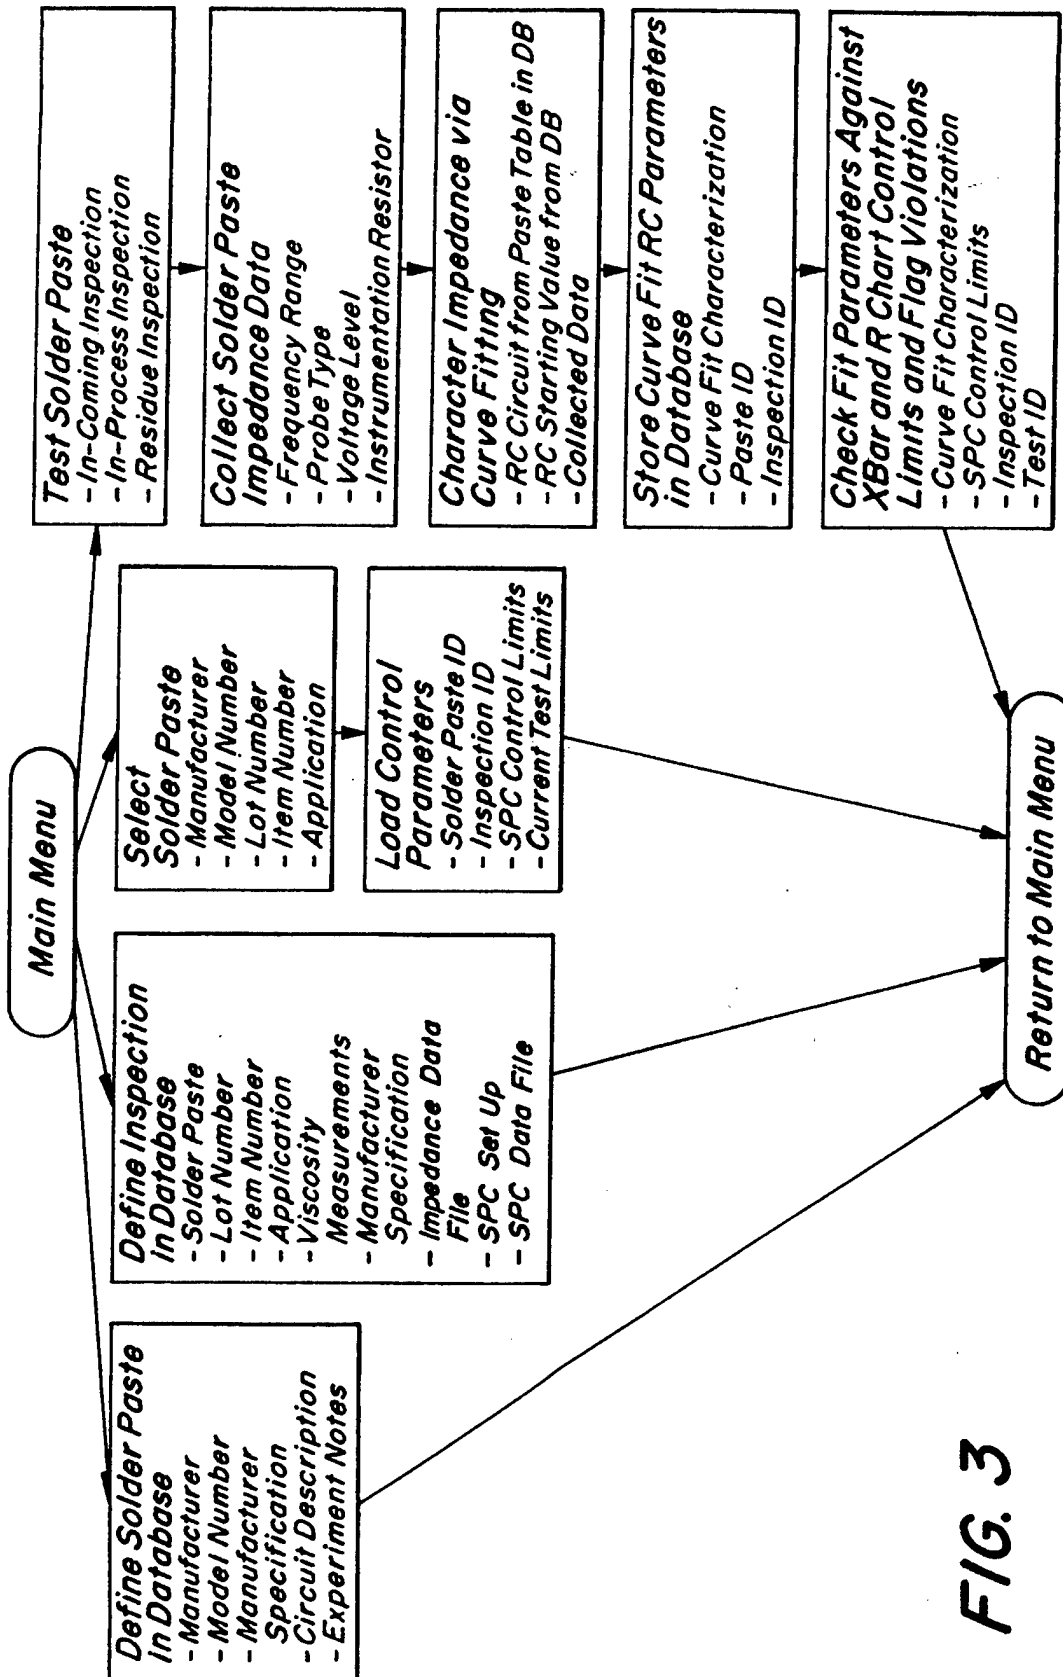 Main Menu
Define Solder Paste
in Database
- Manufacturer
- Model Number
- Manufacturer
Specification
- Circuit Description
- Experiment Notes
Define Inspection
in Database
- Solder Paste
- Lot Number
- Item Number
- Application
- Viscosity
Measurements
- Manufacturer
Specification
- Impedance Data
File
- SPC Set Up
- SPC Data File
Select
Solder Paste
- Manufacturer
- Model Number
- Lot Number
- Item Number
- Application
Load Control
Parameters
- Solder Paste ID
- Inspection ID
- SPC Control Limits
- Current Test Limits
Test Solder Paste
- In-Coming Inspection
- In-Process Inspection
- Residue Inspection
Collect Solder Paste
Impedance Data
- Frequency Range
- Probe Type
- Voltage Level
- Instrumentation Resistor
Character Impedance via
Curve Fitting
- RC Circuit from Paste Table in DB
- RC Starting Value from DB
- Collected Data
Store Curve Fit RC Parameters
in Database
- Curve Fit Characterization
- Paste ID
- Inspection ID
Check Fit Parameters Against
XBar and R Chart Control
Limits and Flag Violations
- Curve Fit Characterization
- SPC Control Limits
- Inspection ID
- Test ID
Return to Main Menu
FIG. 3